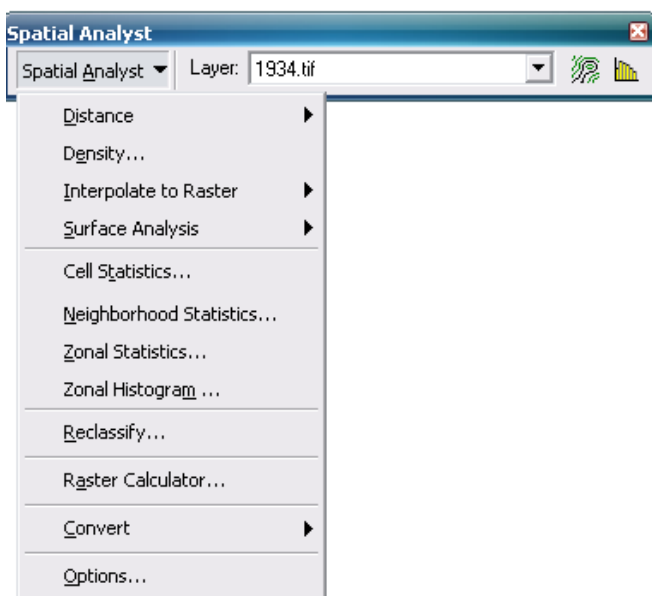 Spatial Analyst
Spatial Analyst Layer: 1934.tif
Distance
Density...
Interpolate to Raster
Surface Analysis
Cell Statistics...
Neighborhood Statistics...
Zonal Statistics...
Zonal Histogram ...
Reclassify...
Raster Calculator...
Convert
Options...